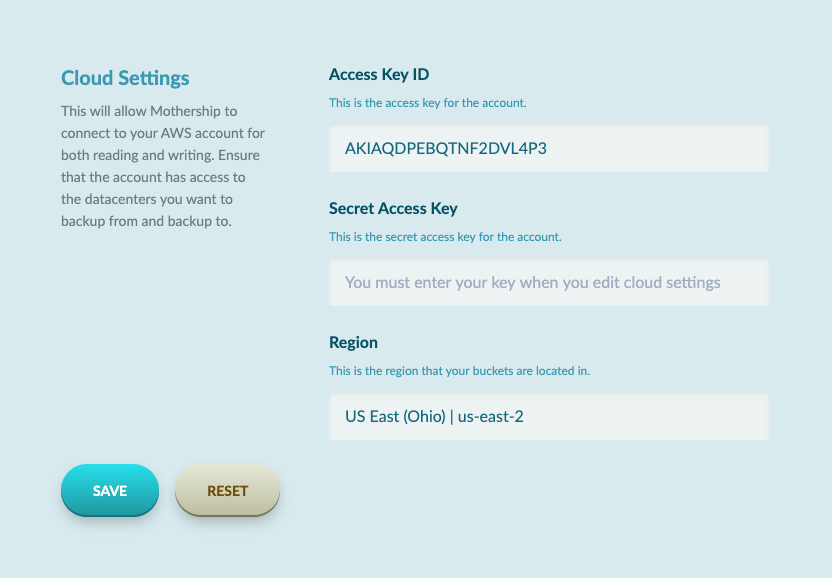 Cloud Settings
This will allow Mothership to
connect to your AWS account for
both reading and writing. Ensure
that the account has access to
the datacenters you want to
backup from and backup to.
Access Key ID
This is the access key for the account.
AKIAQDPEBQTNF2DVL4P3
Secret Access Key
This is the secret access key for the account.
You must enter your key when you edit cloud settings
Region
This is the region that your buckets are located in.
US East (Ohio) | us-east-2
SAVE
RESET